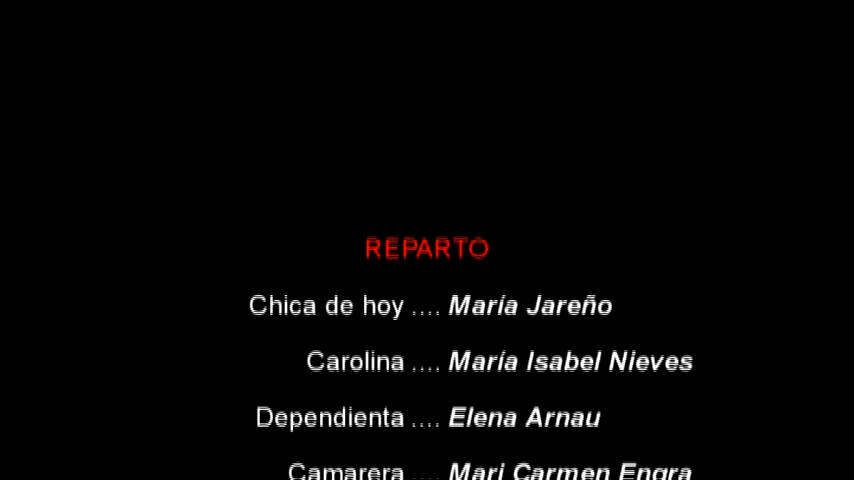 REPARTO
Chica de hoy .... María Jareño
Carolina .... María Isabel Nieves
Dependienta .... Elena Arnau
Camarera .... Mari Carmen